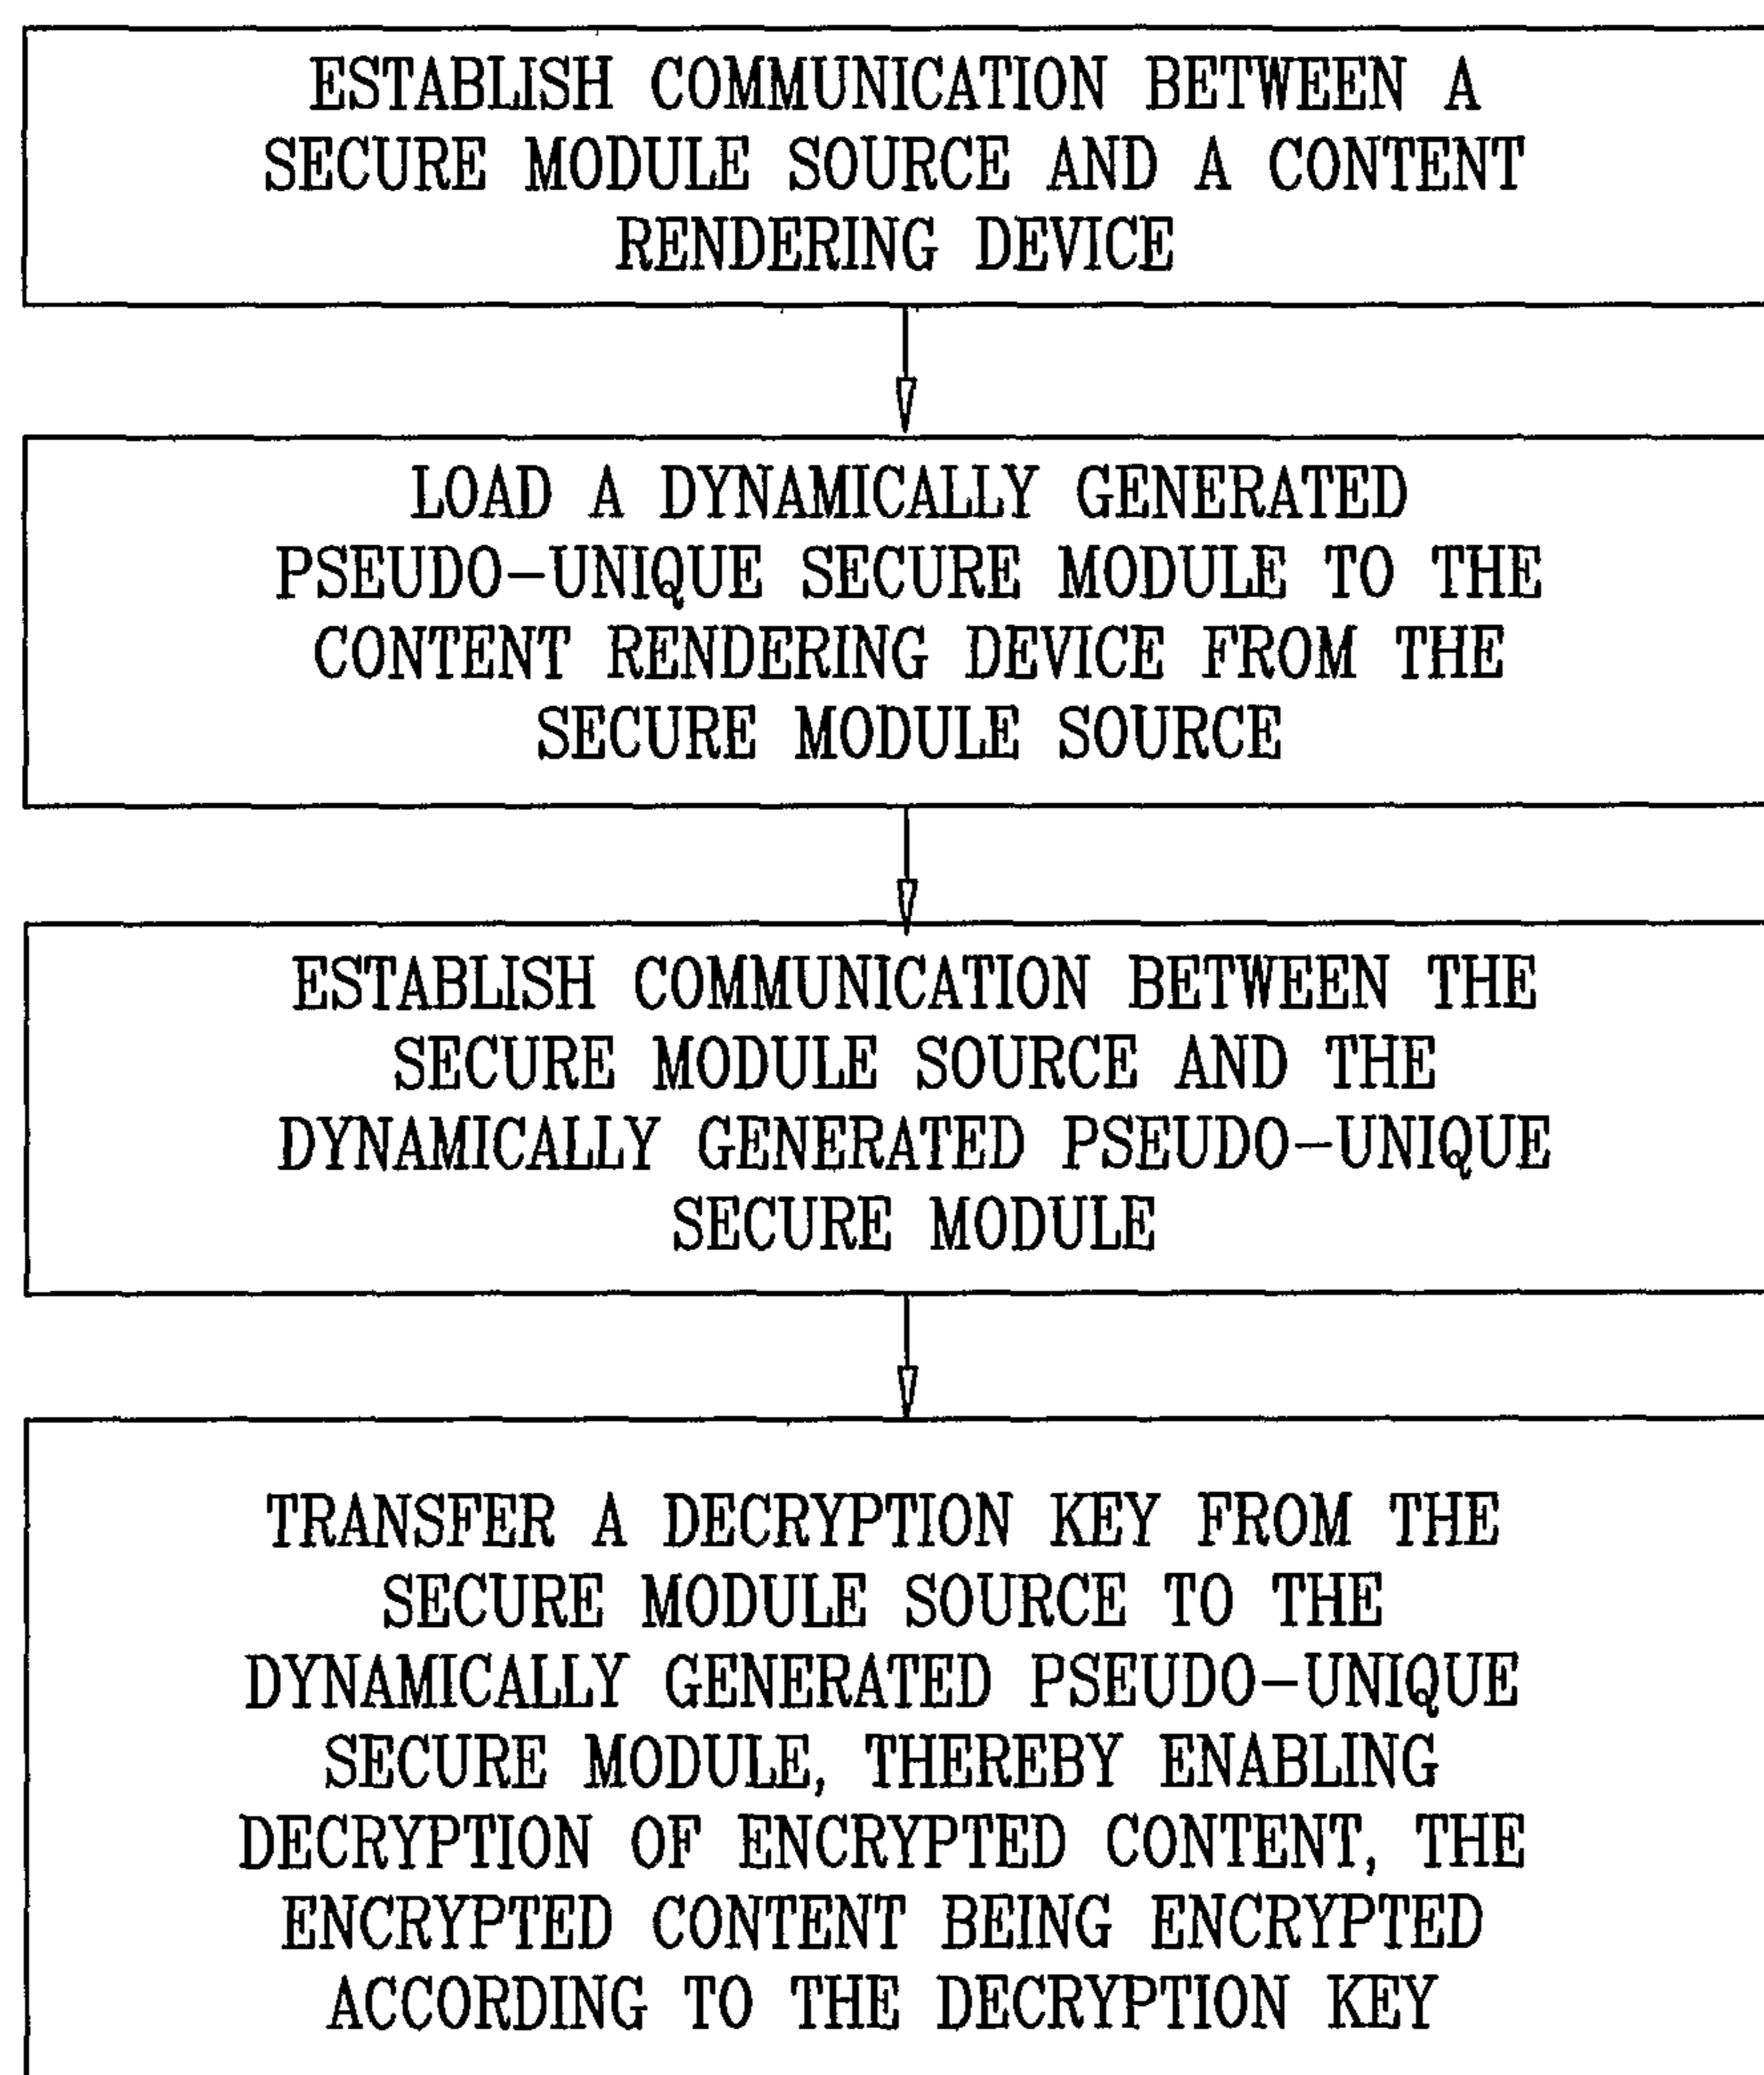 ESTABLISH COMMUNICATION BETWEEN A
SECURE MODULE SOURCE AND A CONTENT
RENDERING DEVICE
LOAD A DYNAMICALLY GENERATED
PSEUDO-UNIQUE SECURE MODULE TO THE
CONTENT RENDERING DEVICE FROM THE
SECURE MODULE SOURCE
ESTABLISH COMMUNICATION BETWEEN THE
SECURE MODULE SOURCE AND THE
DYNAMICALLY GENERATED PSEUDO-UNIQUE
SECURE MODULE
TRANSFER A DECRYPTION KEY FROM THE
SECURE MODULE SOURCE TO THE
DYNAMICALLY GENERATED PSEUDO-UNIQUE
SECURE MODULE, THEREBY ENABLING
DECRYPTION OF ENCRYPTED CONTENT, THE
ENCRYPTED CONTENT BEING ENCRYPTED
ACCORDING TO THE DECRYPTION KEY